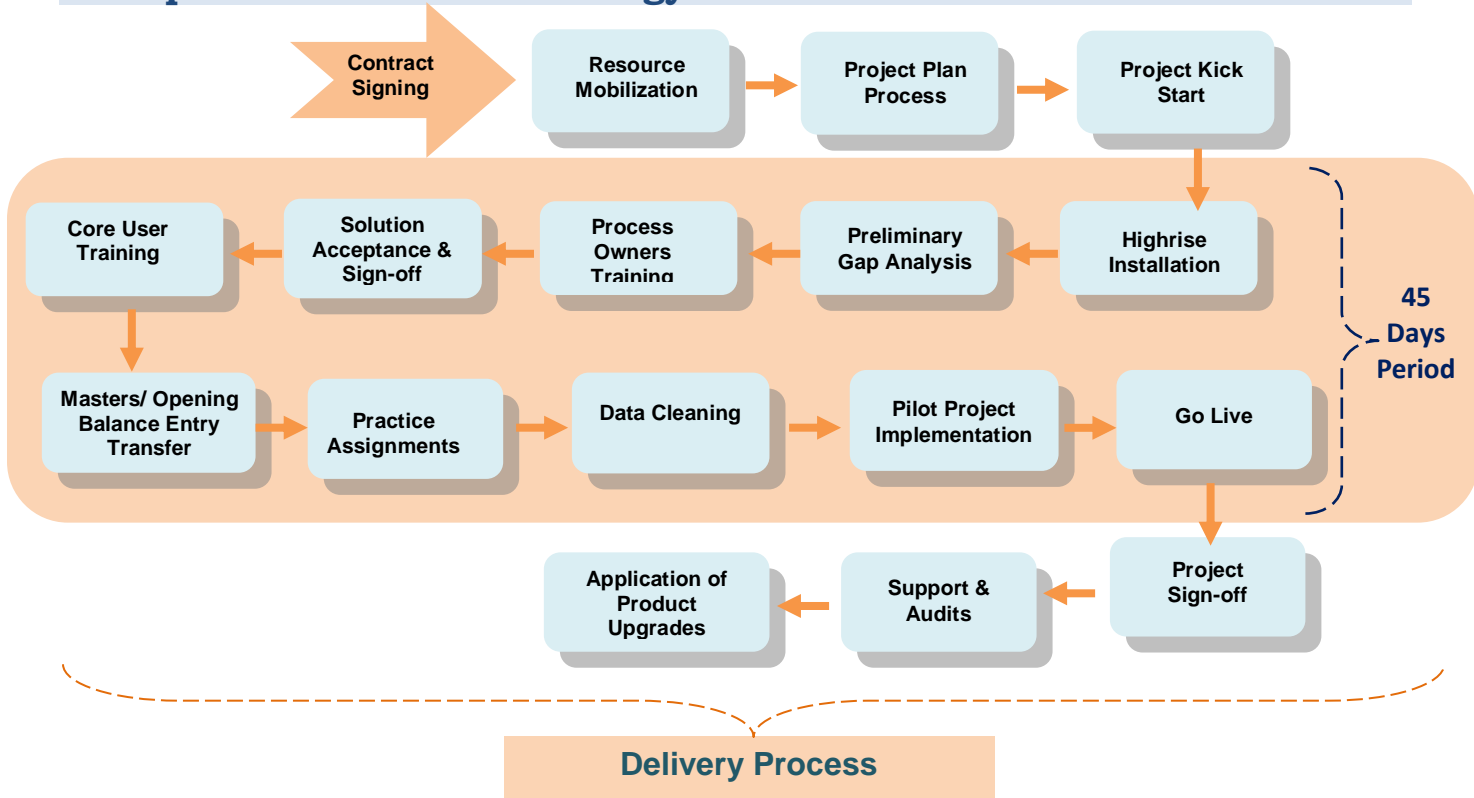 Contract
Signing
Resource
Mobilization
Project Plan
Process
Project Kick
Start
Core User
Training
Solution
Acceptance &
Sign-off
Process
Owners
Training
Preliminary
Gap Analysis
Highrise
Installation
45
Days
Period
Masters/ Opening
Balance Entry
Transfer
Practice
Assignments
Data Cleaning
Pilot Project
Implementation
Go Live
Application of
Product
Upgrades
Support &
Audits
Project
Sign-off
Delivery Process